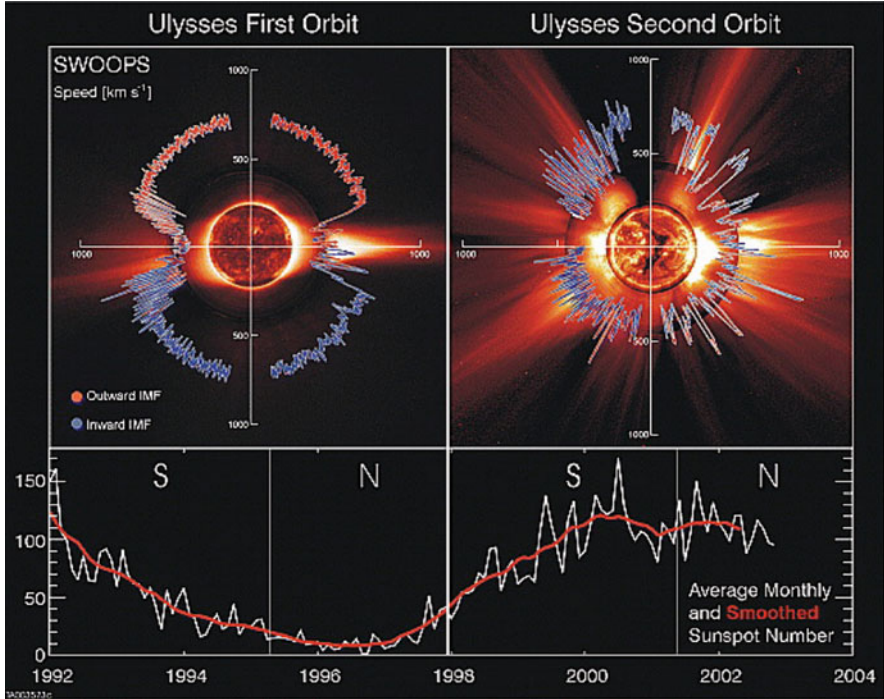 Ulysses First Orbit
Ulysses Second Orbit
SWOOPS
Speed [km s⁻¹]
1000
500
1000
1000
500
1000
Outward IMF
Inward IMF
1000
500
1000
1000
500
1000
S
N
S
N
150
100
50
0
Average Monthly
and Smoothed
Sunspot Number
1992
1994
1996
1998
2000
2002
2004